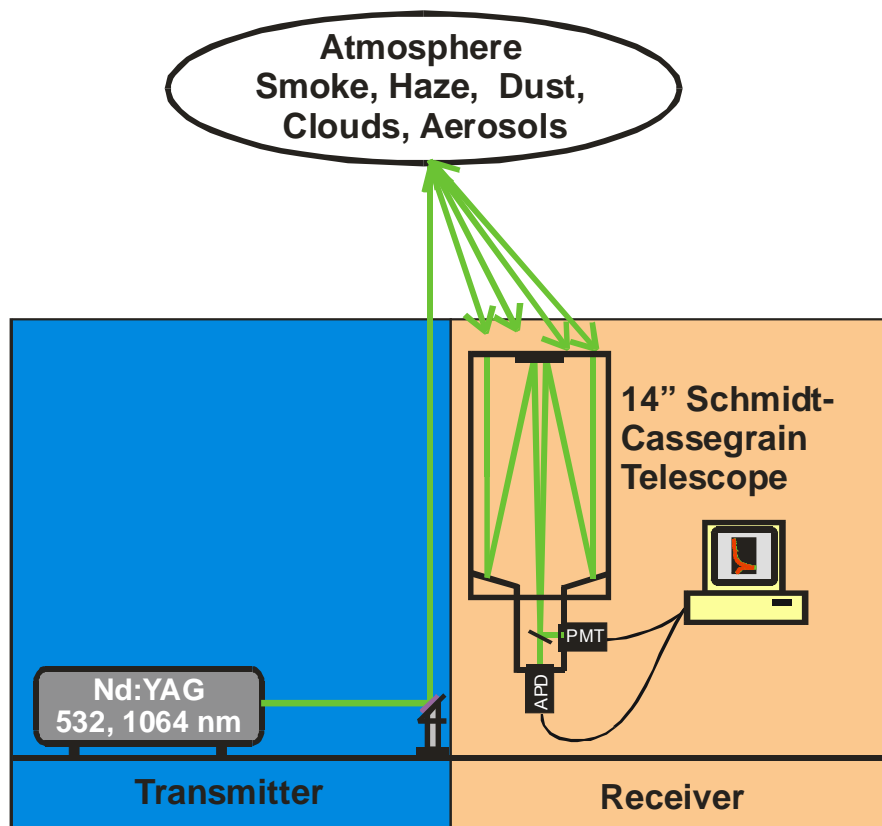 Atmosphere
Smoke, Haze, Dust,
Clouds, Aerosols
14” Schmidt-
Cassegrain
Telescope
PMT
APD
Nd:YAG
532, 1064 nm
Transmitter
Receiver